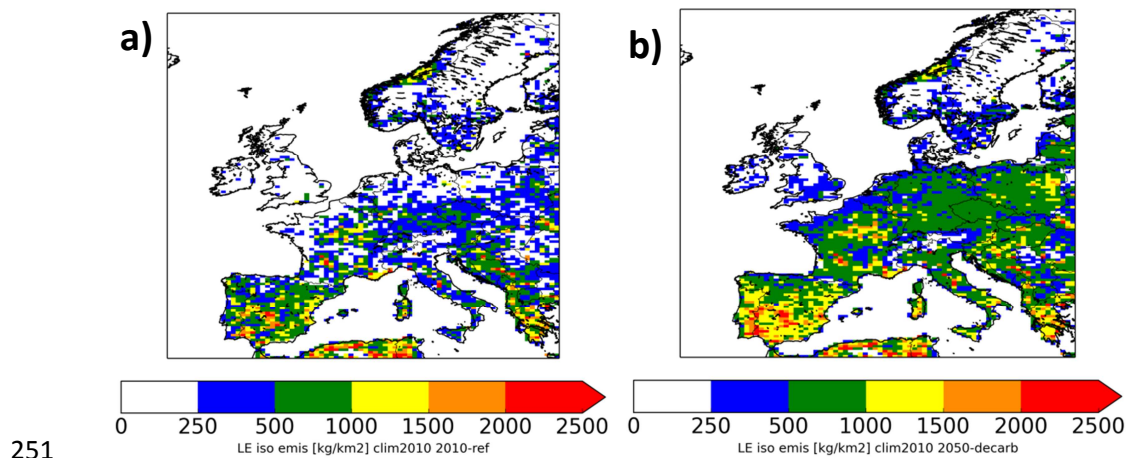 a)
b)
0 250 500 1000 1500 2000 2500
0 250 500 1000 1500 2000 2500
LE iso emis [kg/km2] clim2010 2010-ref
LE iso emis [kg/km2] clim2010 2050-decarb
251